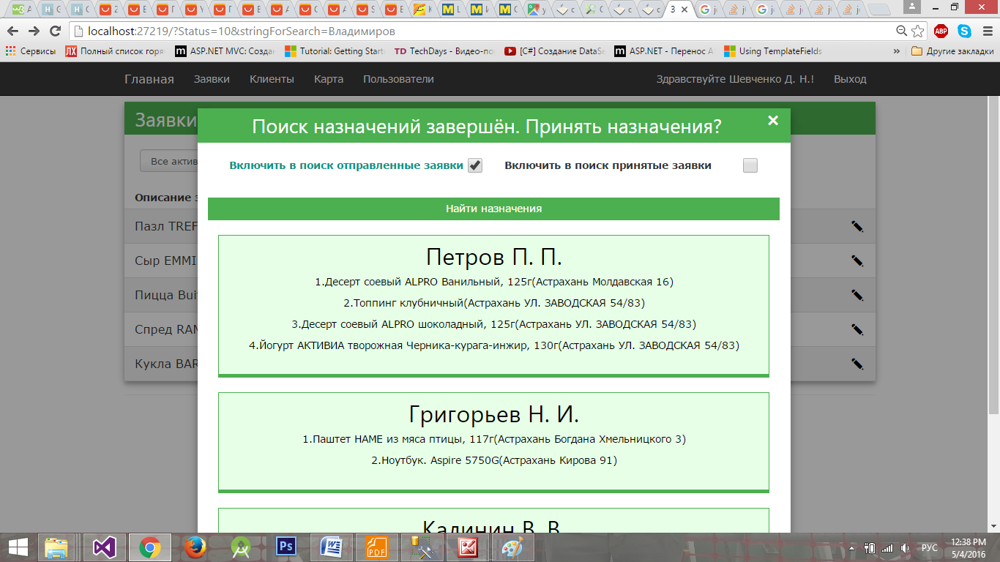 localhost:27219/?Status=10&stringForSearch=Владимиров
Сервисы Полный список горя ASP.NET MVC: Создан Tutorial: Getting Start TechDays - Видео-по [C#] Создание DataSe ASP.NET - Перенос A Using TemplateFields » Другие закладки
Главная Заявки Клиенты Карта Пользователи Здравствуйте Шевченко Д. Н.! Выход
Заявки
Поиск назначений завершён. Принять назначения? ×
Все актив
Включить в поиск отправленные заявки Включить в поиск принятые заявки
Описание з
Найти назначения
Пазл TREF
Сыр EMMI
Пицца Bui
Спред RAM
Кукла BAR
Петров П. П.
1.Десерт соевый ALPRO Ванильный, 125г(Астрахань Молдавская 16)
2.Топпинг клубничный(Астрахань УЛ. ЗАВОДСКАЯ 54/83)
3.Десерт соевый ALPRO шоколадный, 125г(Астрахань УЛ. ЗАВОДСКАЯ 54/83)
4.Йогурт АКТИВИА творожная Черника-курага-инжир, 130г(Астрахань УЛ. ЗАВОДСКАЯ 54/83)
Григорьев Н. И.
1.Паштет HAME из мяса птицы, 117г(Астрахань Богдана Хмельницкого 3)
2.Ноутбук. Aspire 5750G(Астрахань Кирова 91)
Калинин В. В.
РУС
12:38 PM
5/4/2016